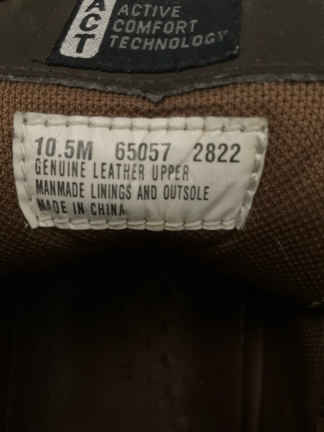 ACT
ACTIVE
COMFORT
TECHNOLOGY
10.5M 65057 2822
GENUINE LEATHER UPPER
MANMADE LININGS AND OUTSOLE
MADE IN CHINA